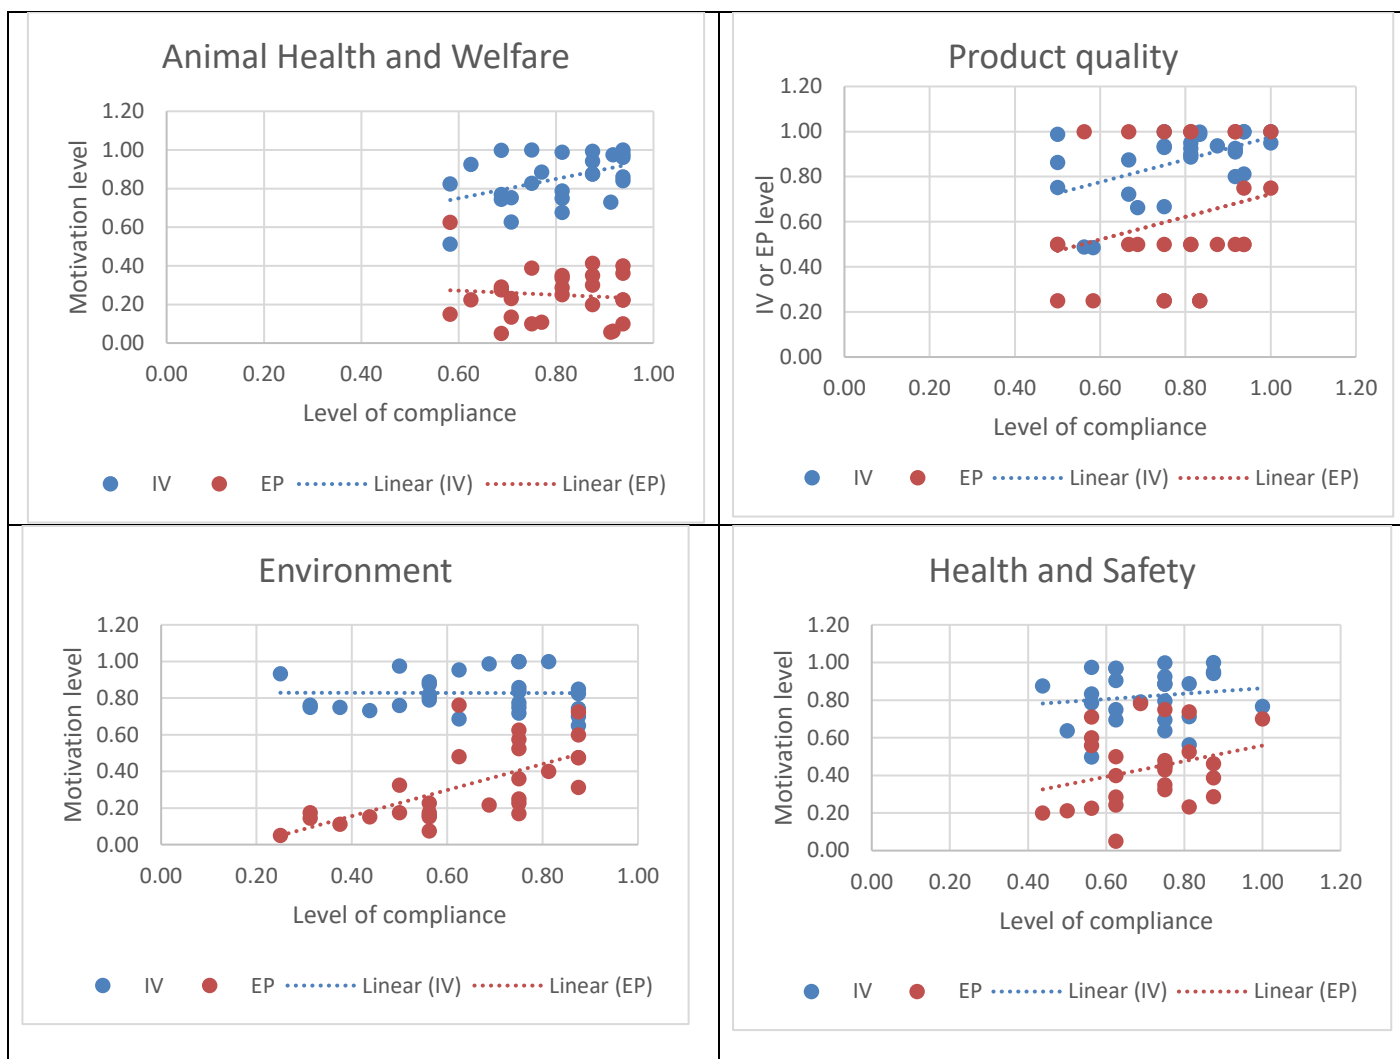 Animal Health and Welfare
Motivation level
1.20
1.00
0.80
0.60
0.40
0.20
0.00
0.00 0.20 0.40 0.60 0.80 1.00
Level of compliance
IV EP Linear (IV) Linear (EP)
Product quality
IV or EP level
1.20
1.00
0.80
0.60
0.40
0.20
0.00
0.00 0.20 0.40 0.60 0.80 1.00 1.20
Level of compliance
IV EP Linear (IV) Linear (EP)
Environment
Motivation level
1.20
1.00
0.80
0.60
0.40
0.20
0.00
0.00 0.20 0.40 0.60 0.80 1.00
Level of compliance
IV EP Linear (IV) Linear (EP)
Health and Safety
Motivation level
1.20
1.00
0.80
0.60
0.40
0.20
0.00
0.00 0.20 0.40 0.60 0.80 1.00 1.20
Level of compliance
IV EP Linear (IV) Linear (EP)